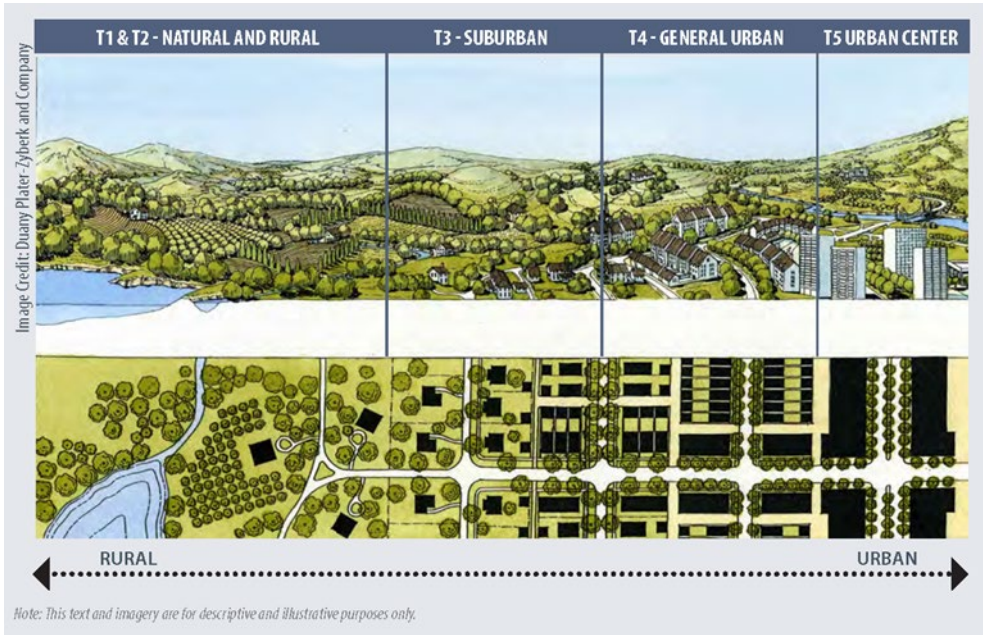 T1 & T2 - NATURAL AND RURAL
T3 - SUBURBAN
T4 - GENERAL URBAN
T5 URBAN CENTER
Image Credit: Duany Plater-Zyberk and Company
RURAL
URBAN
Note: This text and imagery are for descriptive and illustrative purposes only.